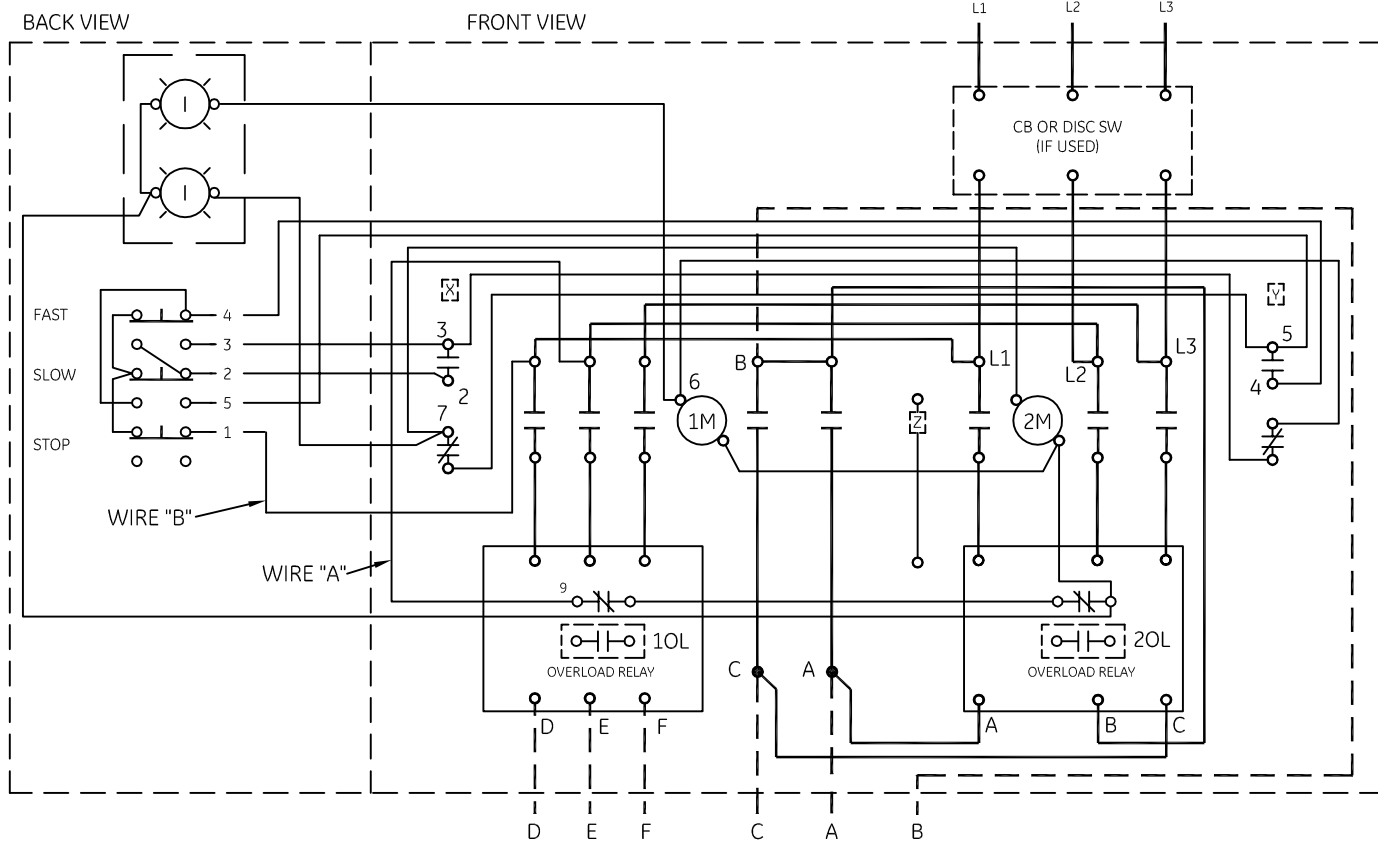 BACK VIEW
FRONT VIEW
L1
L2
L3
CB OR DISC SW
(IF USED)
I
I
FAST
4
X
Y
3
3
5
SLOW
2
2
B
L1
L2
L3
4
6
5
7
1M
Z
2M
STOP
1
WIRE "B"
WIRE "A"
9
1OL
2OL
OVERLOAD RELAY
OVERLOAD RELAY
C
A
D
E
F
A
B
C
D
E
F
C
A
B